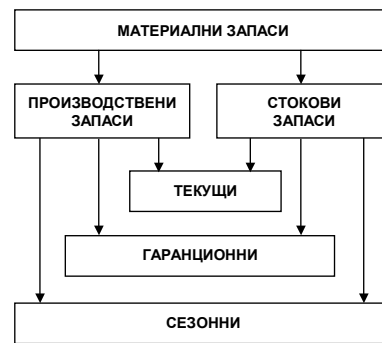 МАТЕРИАЛНИ ЗАПАСИ
ПРОИЗВОДСТВЕНИ
ЗАПАСИ
СТОКОВИ
ЗАПАСИ
ТЕКУЩИ
ГАРАНЦИОННИ
СЕЗОННИ